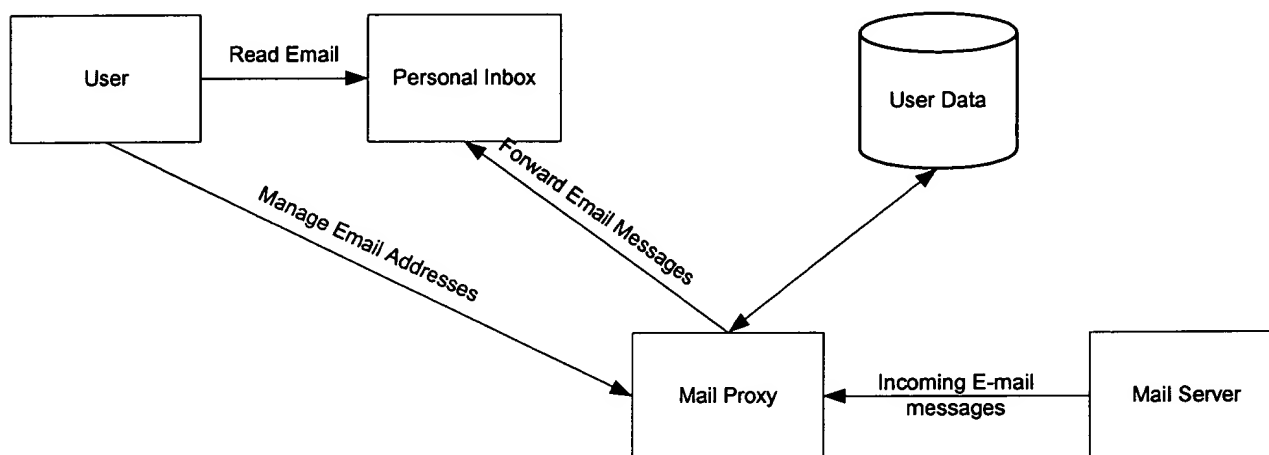 Read Email
User
Personal Inbox
User Data
Forward Email Messages
Manage Email Addresses
Mail Proxy
Incoming E-mail
messages
Mail Server